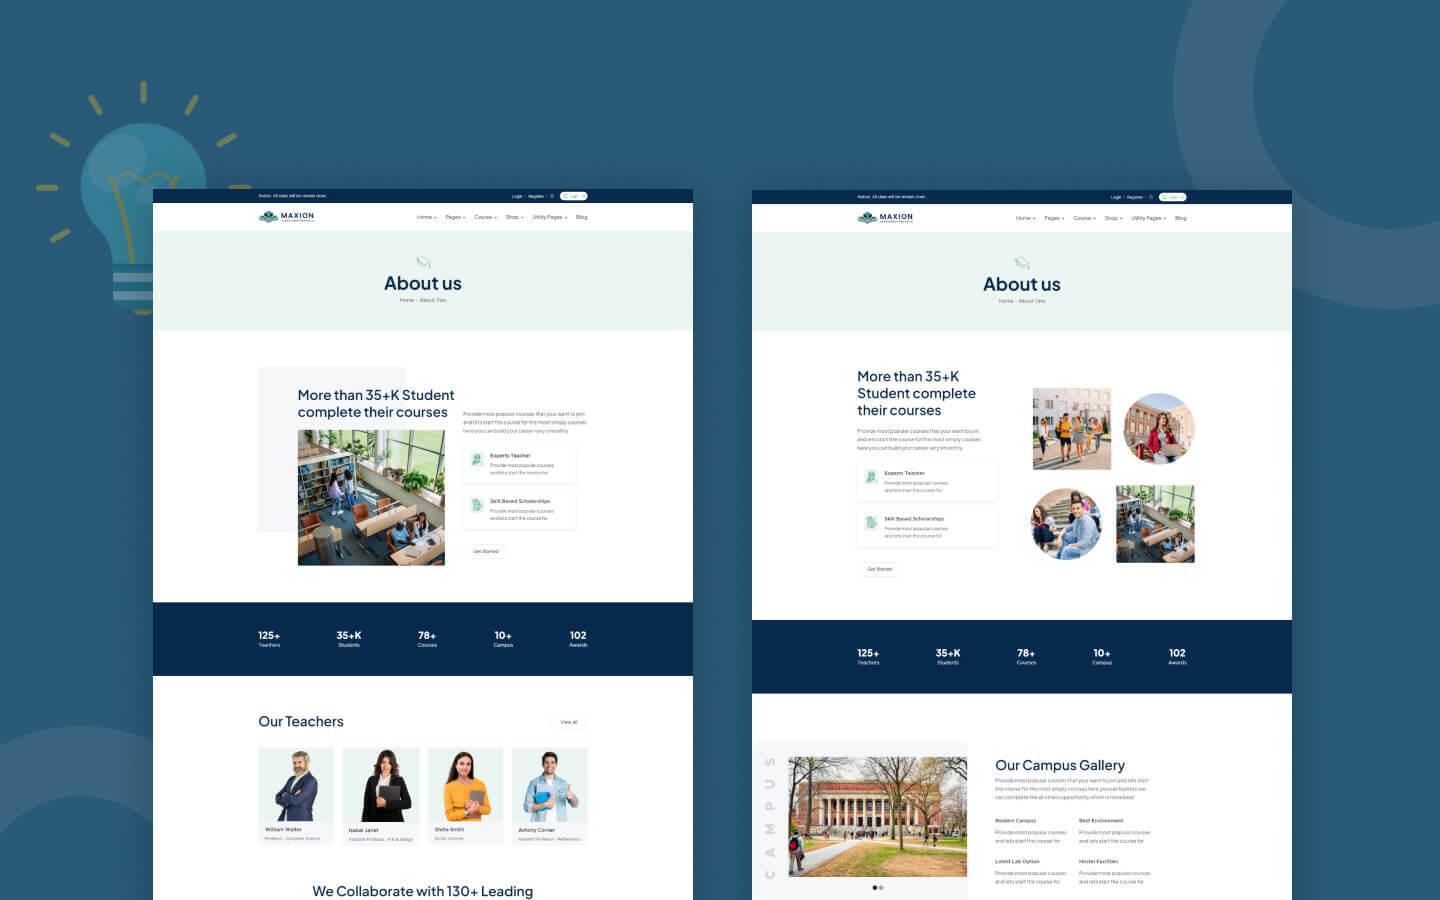 Notice: All class will be remain close..
Login
Register
Cart
MAXION
Home
Pages
Course
Shop
Utility Pages
Blog
About us
Home - About Two
More than 35+K Student
complete their courses
Provide most popular courses that your want to join
and lets start the course for the most simply courses
here you can build your career very smoothly
Experts Teacher
Provide most popular courses
and lets start the course for
Skill Based Scholarships
Provide most popular courses
and lets start the course for
Get Started
125+
Teachers
35+K
Students
78+
Courses
10+
Campus
102
Awards
Our Teachers
View all
William Walter
Professor , Computer Science
Isabel Janet
Assistant Professor , Art & Design
Stella Smith
Senior Lecturer
Antony Corner
Assistant Professor , Mathematics
We Collaborate with 130+ Leading
Notice: All class will be remain close..
Login
Register
Cart
MAXION
Home
Pages
Course
Shop
Utility Pages
Blog
About us
Home - About One
More than 35+K
Student complete
their courses
Provide most popular courses that your want to join
and lets start the course for the most simply courses
here you can build your career very smoothly
Experts Teacher
Provide most popular courses
and lets start the course for
Skill Based Scholarships
Provide most popular courses
and lets start the course for
Get Started
125+
Teachers
35+K
Students
78+
Courses
10+
Campus
102
Awards
CAMPUS
Our Campus Gallery
Provide most popular courses that your want to join and lets start
the course for the most simply courses here you can build so we
can complete the all others opportunity which is more best
Modern Campus
Provide most popular courses
and lets start the course for
Best Environment
Provide most popular courses
and lets start the course for
Latest Lab Option
Provide most popular courses
and lets start the course for
Hostel Facilities
Provide most popular courses
and lets start the course for